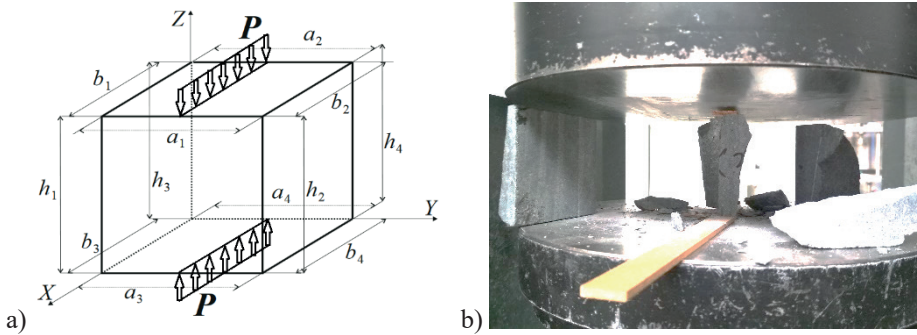 Z
P
a₂
b₁
b₂
a₁
h₁
h₃
h₄
a₄
h₂
Y
b₃
b₄
X
a₃
P
a)
b)